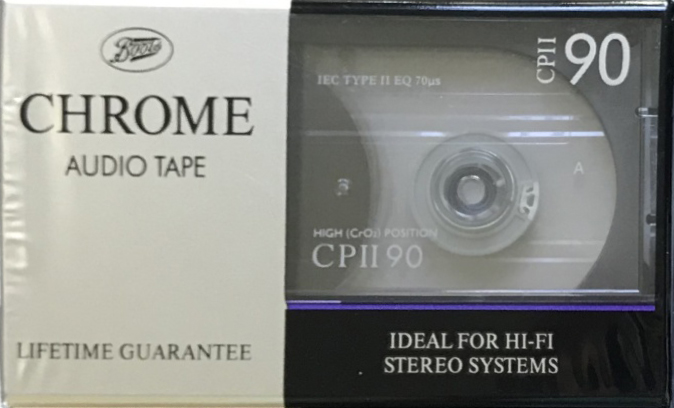 Boots
CHROME
AUDIO TAPE
LIFETIME GUARANTEE
CPII 90
IEC TYPE II EQ 70µs
A
HIGH (CrO₂) POSITION
CPII 90
IDEAL FOR HI-FI
STEREO SYSTEMS